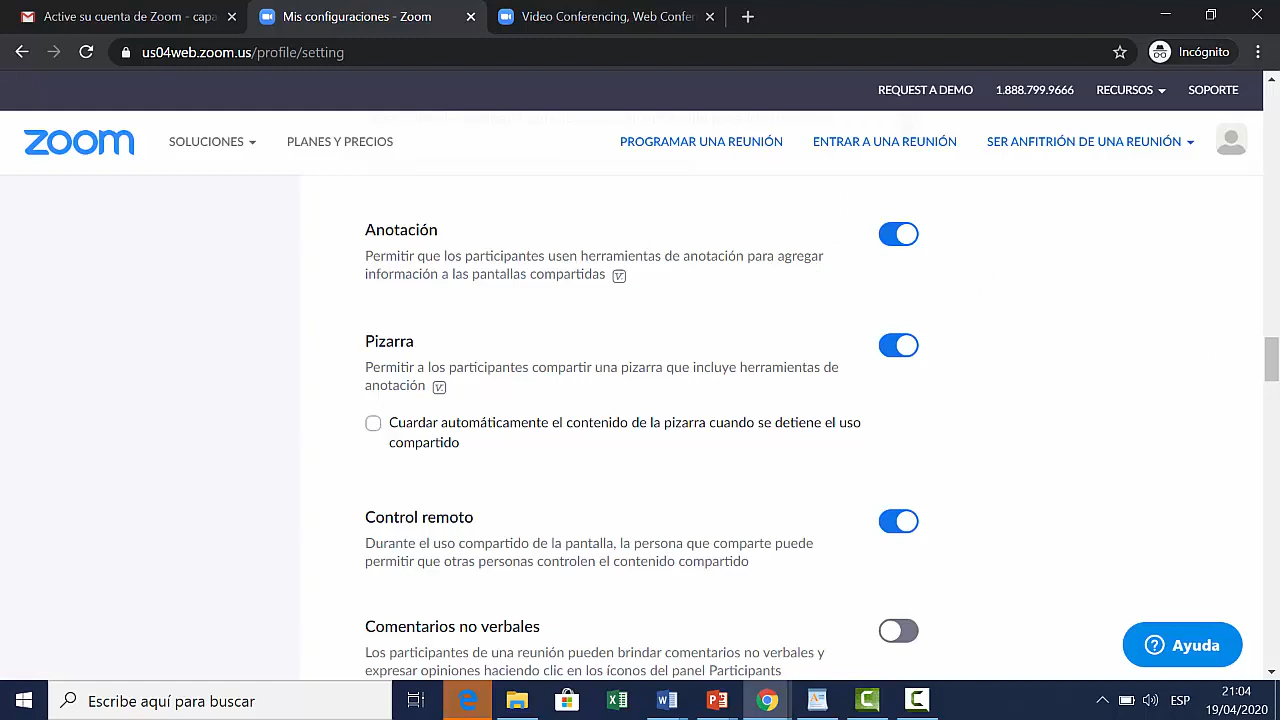 Active su cuenta de Zoom - capa
Mis configuraciones - Zoom
Video Conferencing, Web Confer
us04web.zoom.us/profile/setting
Incógnito
REQUEST A DEMO 1.888.799.9666 RECURSOS SOPORTE
zoom SOLUCIONES PLANES Y PRECIOS PROGRAMAR UNA REUNIÓN ENTRAR A UNA REUNIÓN SER ANFITRIÓN DE UNA REUNIÓN
Anotación
Permitir que los participantes usen herramientas de anotación para agregar
información a las pantallas compartidas
Pizarra
Permitir a los participantes compartir una pizarra que incluye herramientas de
anotación
Cuardar automáticamente el contenido de la pizarra cuando se detiene el uso
compartido
Control remoto
Durante el uso compartido de la pantalla, la persona que comparte puede
permitir que otras personas controlen el contenido compartido
Comentarios no verbales
Los participantes de una reunión pueden brindar comentarios no verbales y
expresar opiniones haciendo clic en los íconos del panel Participants
Ayuda
Escribe aquí para buscar
ESP
21:04
19/04/2020